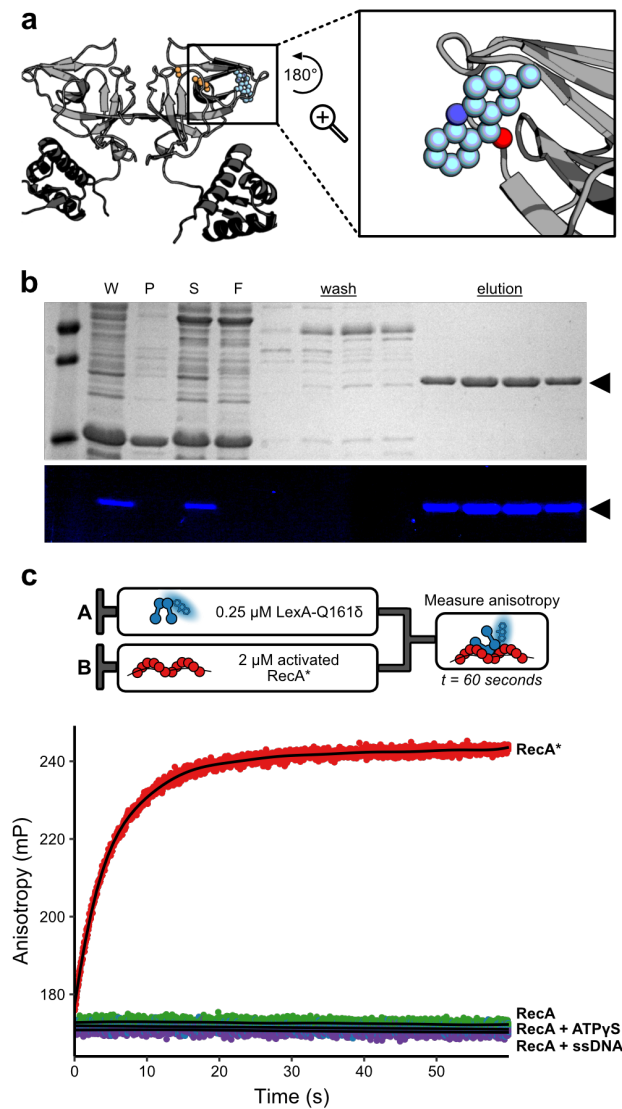 a
180°
b
W P S F wash elution
c
A 0.25 µM LexA-Q161δ
B 2 µM activated
RecA*
Measure anisotropy
t = 60 seconds
Anisotropy (mP)
240
220
200
180
RecA*
RecA
RecA + ATPγS
RecA + ssDNA
0 10 20 30 40 50
Time (s)